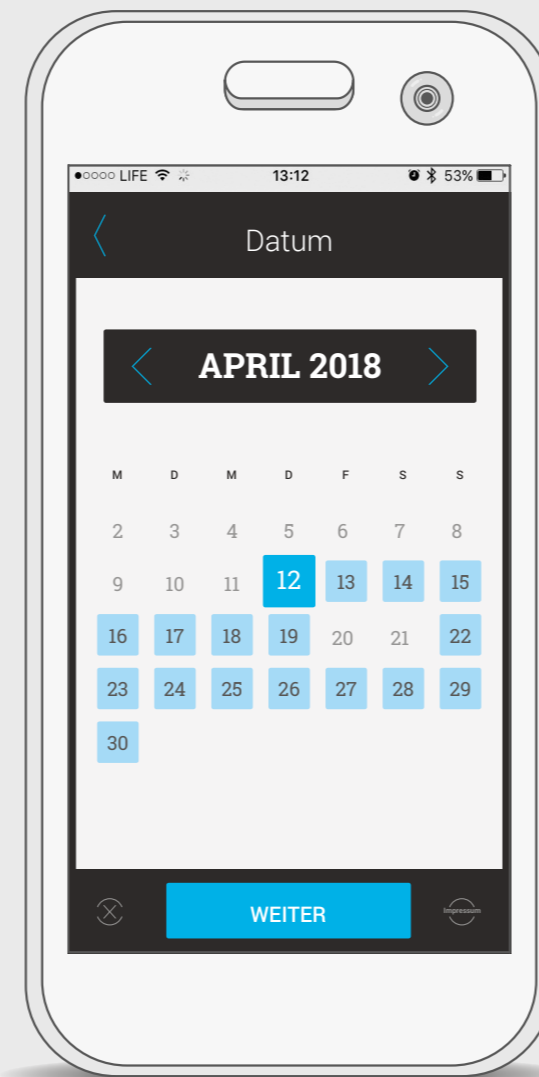 LIFE 13:12 53%
Datum
APRIL 2018
M D M D F S S
2 3 4 5 6 7 8
9 10 11 12 13 14 15
16 17 18 19 20 21 22
23 24 25 26 27 28 29
30
WEITER Impressum